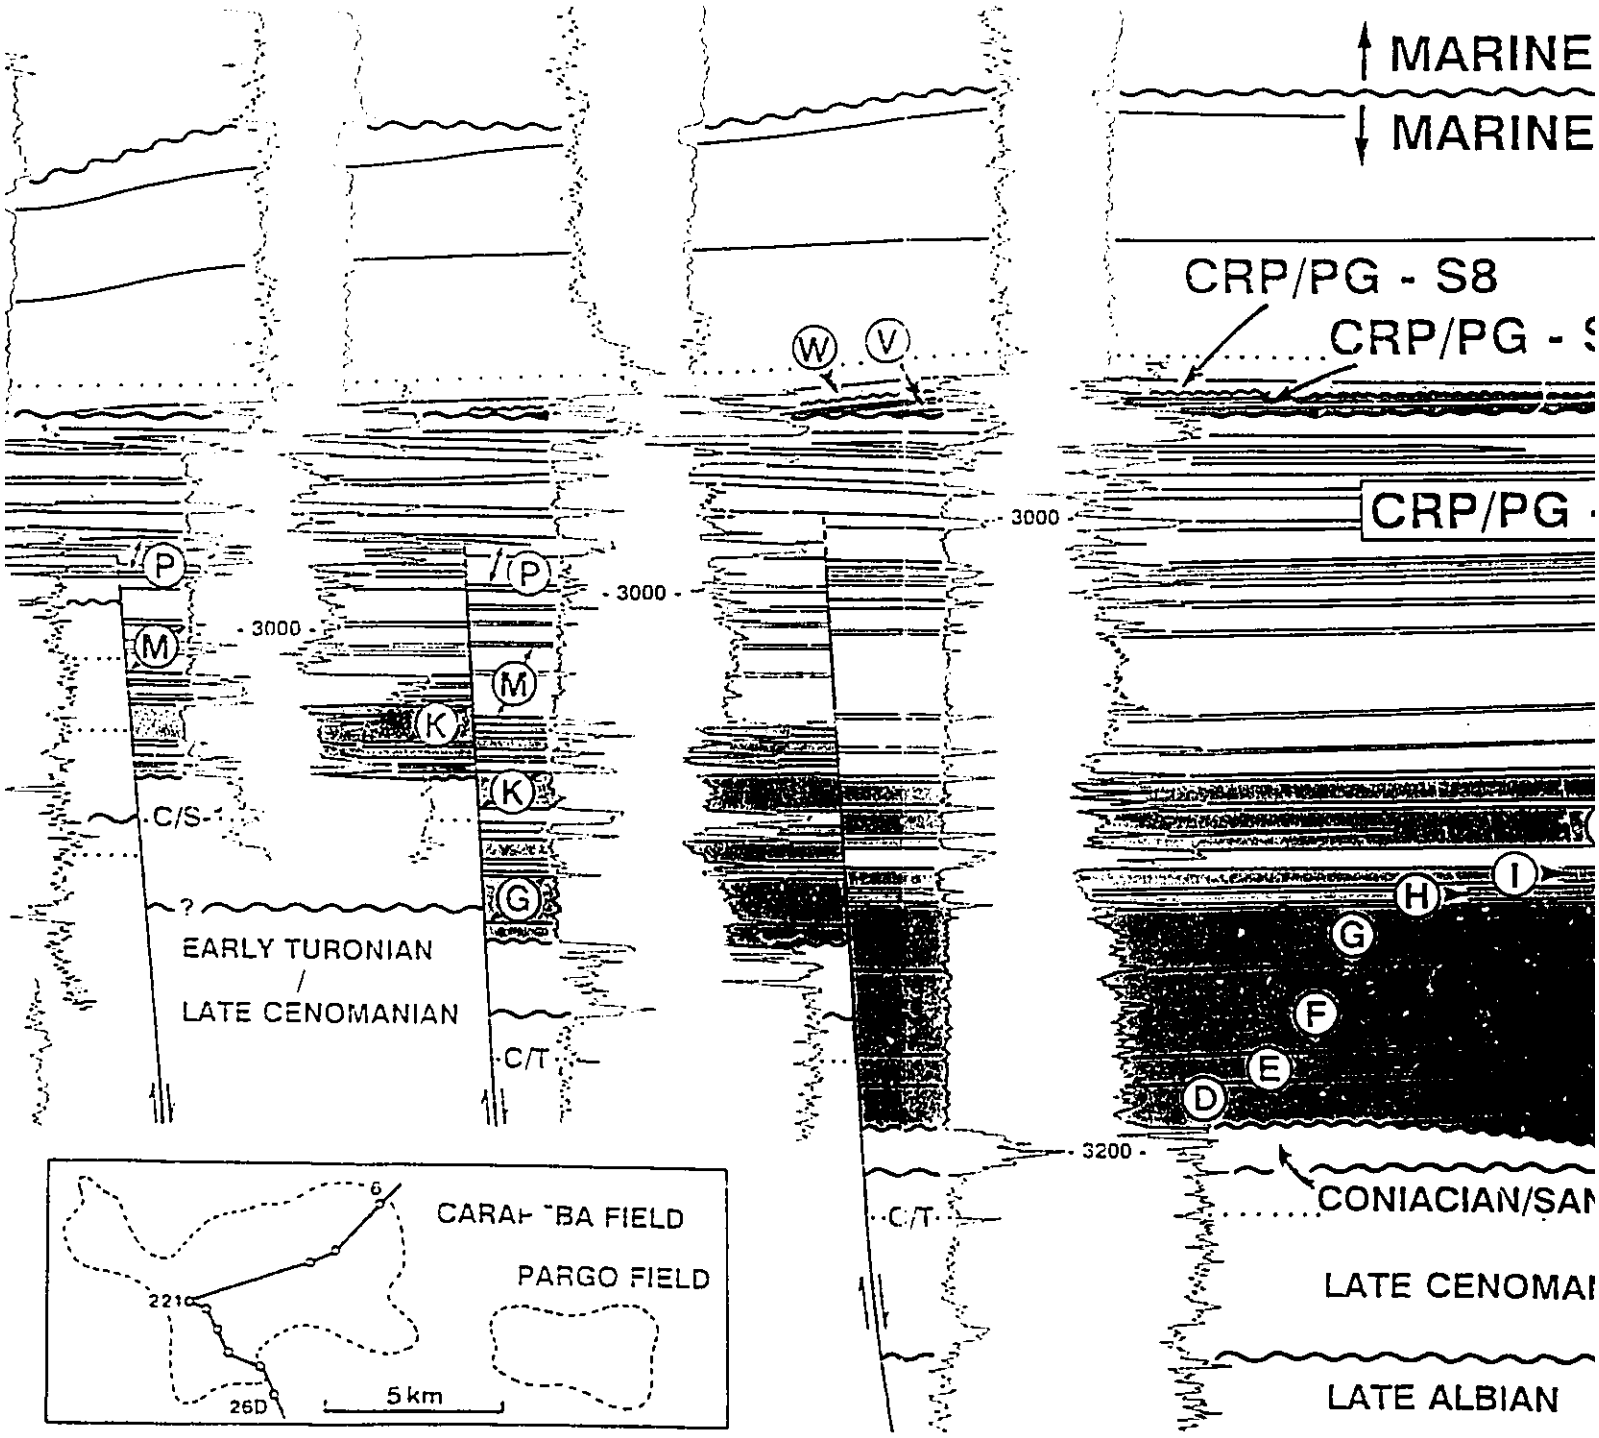 MARINE
MARINE
CRP/PG - S8
CRP/PG - S
W
V
CRP/PG -
3000
P
P
3000
3000
M
M
K
K
C/S
I
H
G
G
?
EARLY TURONIAN
/
LATE CENOMANIAN
F
E
D
C/T
3200
CONIACIAN/SAN
C/T
LATE CENOMAN
LATE ALBIAN
6
FIELD
PARGO FIELD
221
26D
5 km